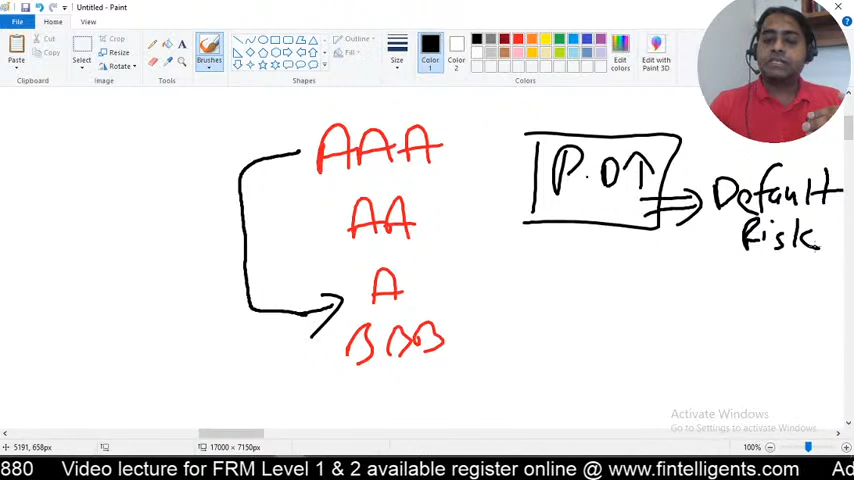 Untitled - Paint
File Home View
Paste
Cut
Copy
Clipboard
Select
Crop
Resize
Rotate
Image
A
Tools
Brushes
Shapes
Outline
Fill
Size
Color 1
Color 2
Colors
Edit colors
Edit with Paint 3D
AAA
AA
A
BBB
P.D↑
Default
Risk
Activate Windows
Go to Settings to activate Windows.
5191, 658px
17000 × 7150px
100%
880 Video lecture for FRM Level 1 & 2 available register online @ www.fintelligents.com Ad